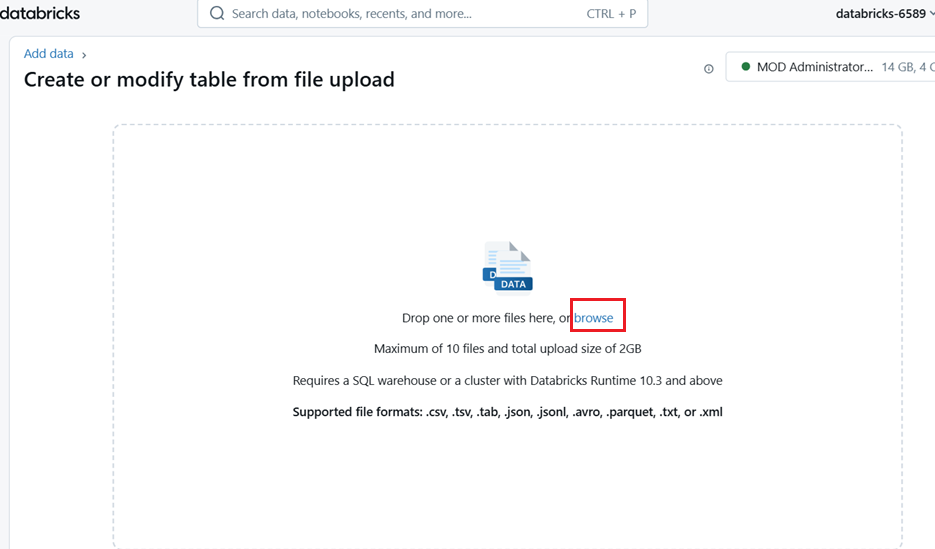 databricks
Search data, notebooks, recents, and more... CTRL + P
databricks-6589
Add data
Create or modify table from file upload
MOD Administrator... 14 GB, 4
D
DATA
Drop one or more files here, or browse
Maximum of 10 files and total upload size of 2GB
Requires a SQL warehouse or a cluster with Databricks Runtime 10.3 and above
Supported file formats: .csv, .tsv, .tab, .json, .jsonl, .avro, .parquet, .txt, or .xml